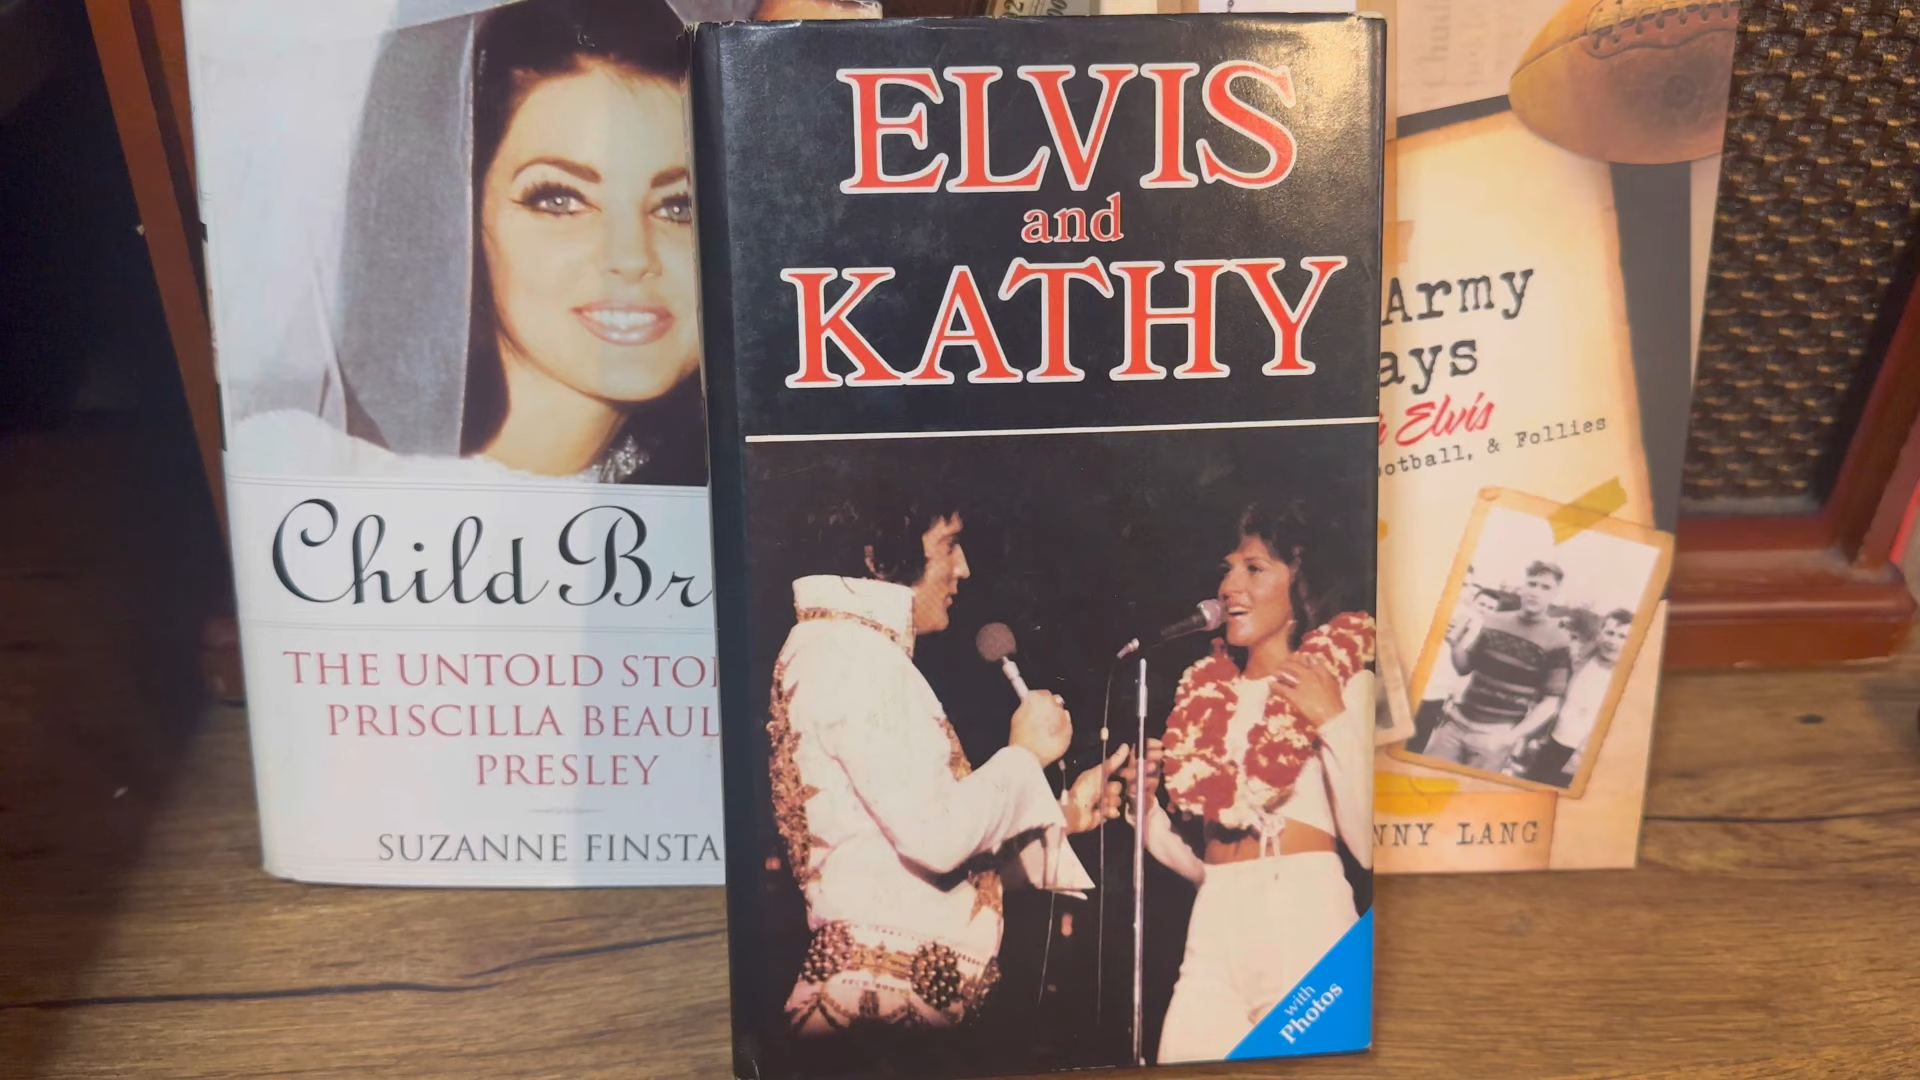 Child Br
THE UNTOLD STO
PRISCILLA BEAUL
PRESLEY
SUZANNE FINSTA
ELVIS
and
KATHY
with
Photos
Army
ays
Elvis
ootball, & Follies
NNY LANG